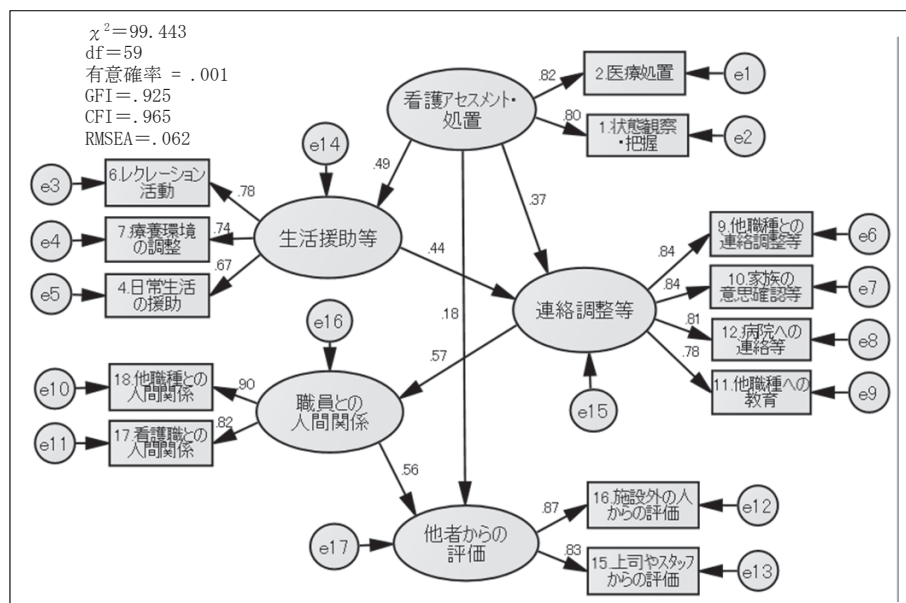 χ²＝99.443
df＝59
有意確率 = .001
GFI＝.925
CFI＝.965
RMSEA＝.062
看護アセスメント・
処置
.82
2.医療処置
e1
.80
1.状態観察
・把握
e2
e14
.49
.37
e3
6.レクレーション
活動
.78
e4
7.療養環境
の調整
.74
e5
4.日常生活
の援助
.67
生活援助等
.44
.18
連絡調整等
e15
.84
9.他職種との
連絡調整等
e6
.84
10.家族の
意思確認等
e7
.81
12.病院への
連絡等
e8
.78
11.他職種への
教育
e9
e16
.57
e10
18.他職種との
人間関係
.90
e11
17.看護職との
人間関係
.82
職員との
人間関係
.56
e17
他者からの
評価
.87
16.施設外の人
からの評価
e12
.83
15.上司やスタッフ
からの評価
e13